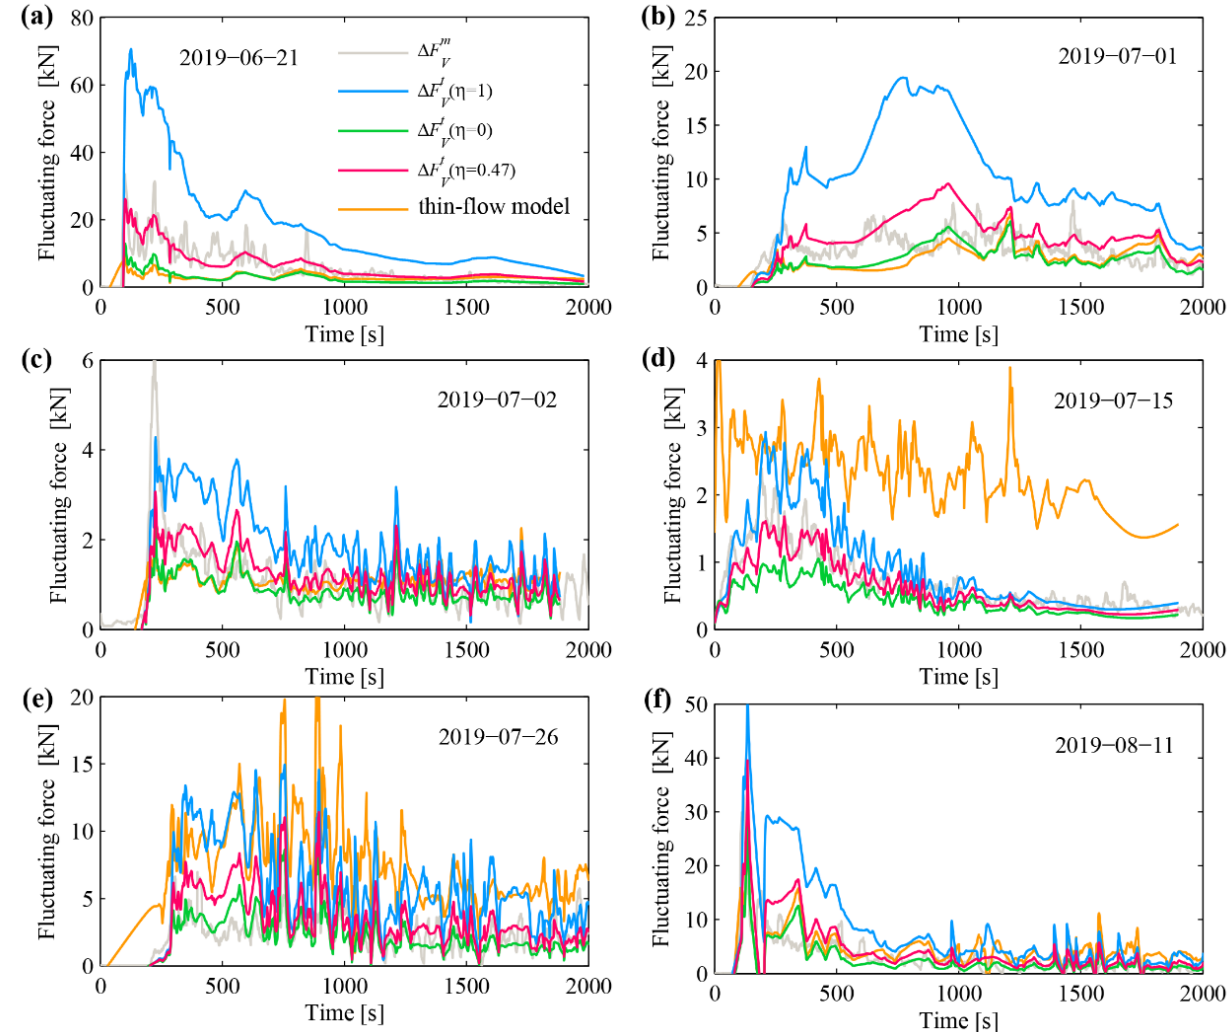 (a)
80
60
40
20
0
Fluctuating force [kN]
2019−06−21
ΔF_V^m
ΔF_V^t(η=1)
ΔF_V^t(η=0)
ΔF_V^t(η=0.47)
thin-flow model
0 500 1000 1500 2000
Time [s]
(b)
25
20
15
10
5
0
Fluctuating force [kN]
2019−07−01
0 500 1000 1500 2000
Time [s]
(c)
6
4
2
0
Fluctuating force [kN]
2019−07−02
0 500 1000 1500 2000
Time [s]
(d)
4
3
2
1
0
Fluctuating force [kN]
2019−07−15
0 500 1000 1500 2000
Time [s]
(e)
20
15
10
5
0
Fluctuating force [kN]
2019−07−26
0 500 1000 1500 2000
Time [s]
(f)
50
40
30
20
10
0
Fluctuating force [kN]
2019−08−11
0 500 1000 1500 2000
Time [s]